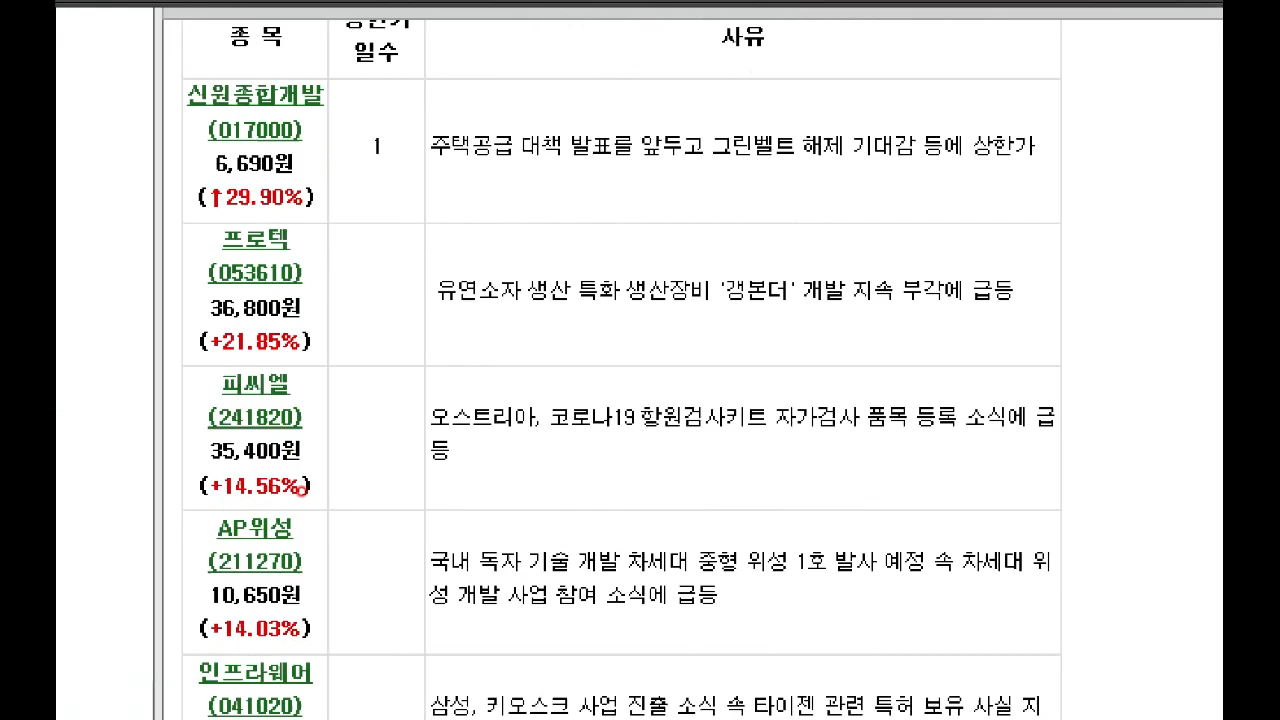 종 목
일수
사유
신원종합개발
(017000)
6,690원
(↑29.90%)
1
주택공급 대책 발표를 앞두고 그린벨트 해제 기대감 등에 상한가
프로텍
(053610)
36,800원
(+21.85%)
유연소자 생산 특화 생산장비 '갱본더' 개발 지속 부각에 급등
피씨엘
(241820)
35,400원
(+14.56%)
오스트리아, 코로나19 항원검사키트 자가검사 품목 등록 소식에 급
등
AP위성
(211270)
10,650원
(+14.03%)
국내 독자 기술 개발 차세대 중형 위성 1호 발사 예정 속 차세대 위
성 개발 사업 참여 소식에 급등
인프라웨어
(041020)
삼성, 키오스크 사업 진출 소식 속 타이젠 관련 특허 보유 사실 지